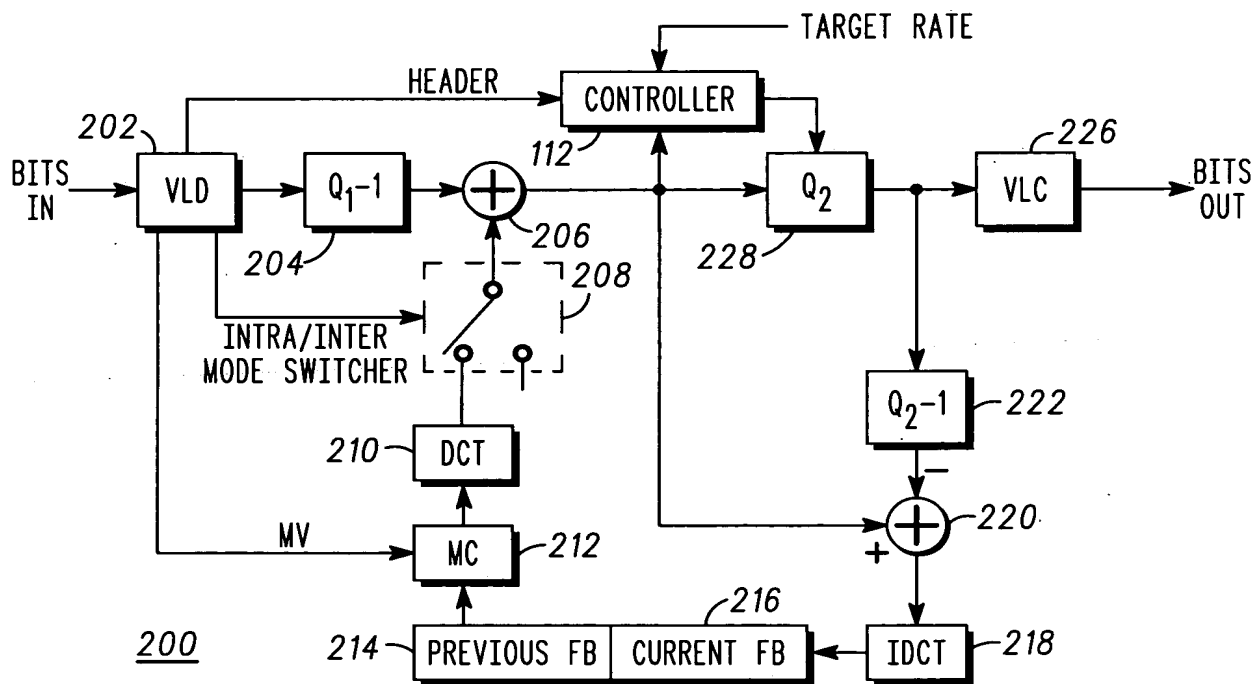 TARGET RATE
HEADER
CONTROLLER
202
112
226
BITS
IN
VLD
Q₁-1
+
Q₂
VLC
BITS
OUT
204
206
228
208
INTRA/INTER
MODE SWITCHER
Q₂-1
222
210
DCT
−
220
+
+
MV
MC
212
216
200
214
PREVIOUS FB
CURRENT FB
IDCT
218